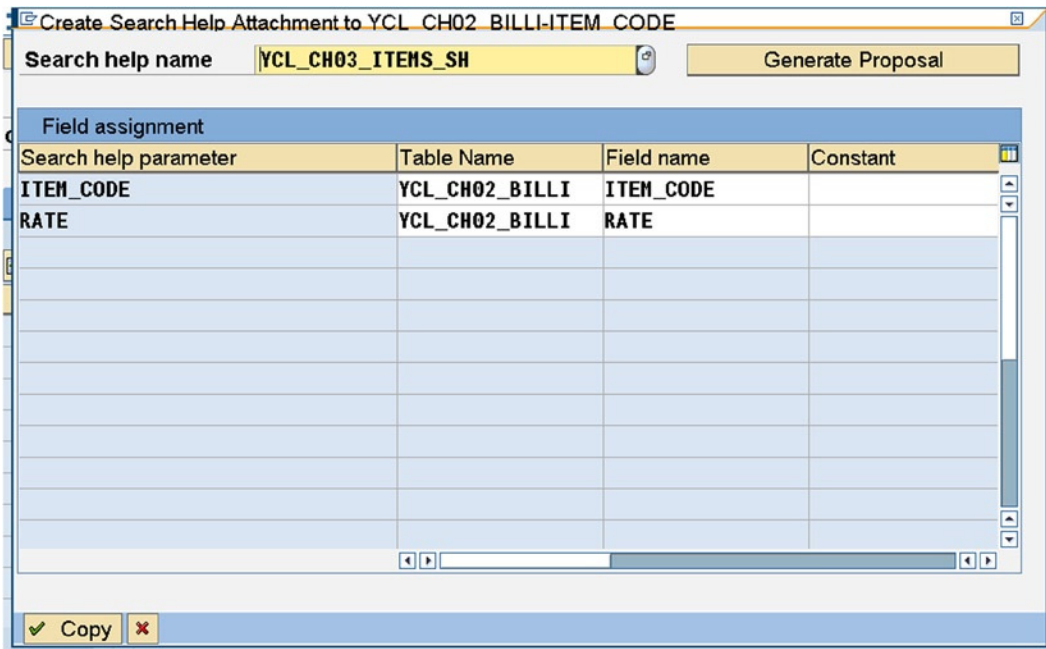 Create Search Help Attachment to YCL_CH02_BILLI-ITEM_CODE
Search help name YCL_CH03_ITEMS_SH Generate Proposal
Field assignment
Search help parameter Table Name Field name Constant
ITEM_CODE YCL_CH02_BILLI ITEM_CODE
RATE YCL_CH02_BILLI RATE
Copy